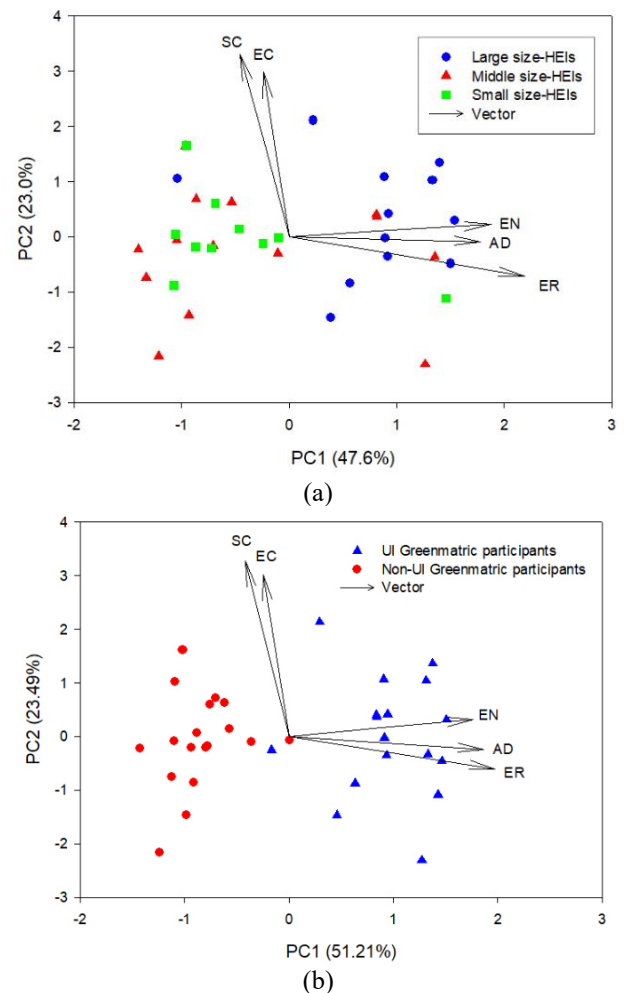 4
3
2
1
0
-1
-2
-3
PC2 (23.0%)
SC
EC
Large size-HEIs
Middle size-HEIs
Small size-HEIs
Vector
EN
AD
ER
-2
-1
0
1
2
3
PC1 (47.6%)
(a)
4
3
2
1
0
-1
-2
-3
PC2 (23.49%)
SC
EC
UI Greenmatric participants
Non-UI Greenmatric participants
Vector
EN
AD
ER
-2
-1
0
1
2
3
PC1 (51.21%)
(b)